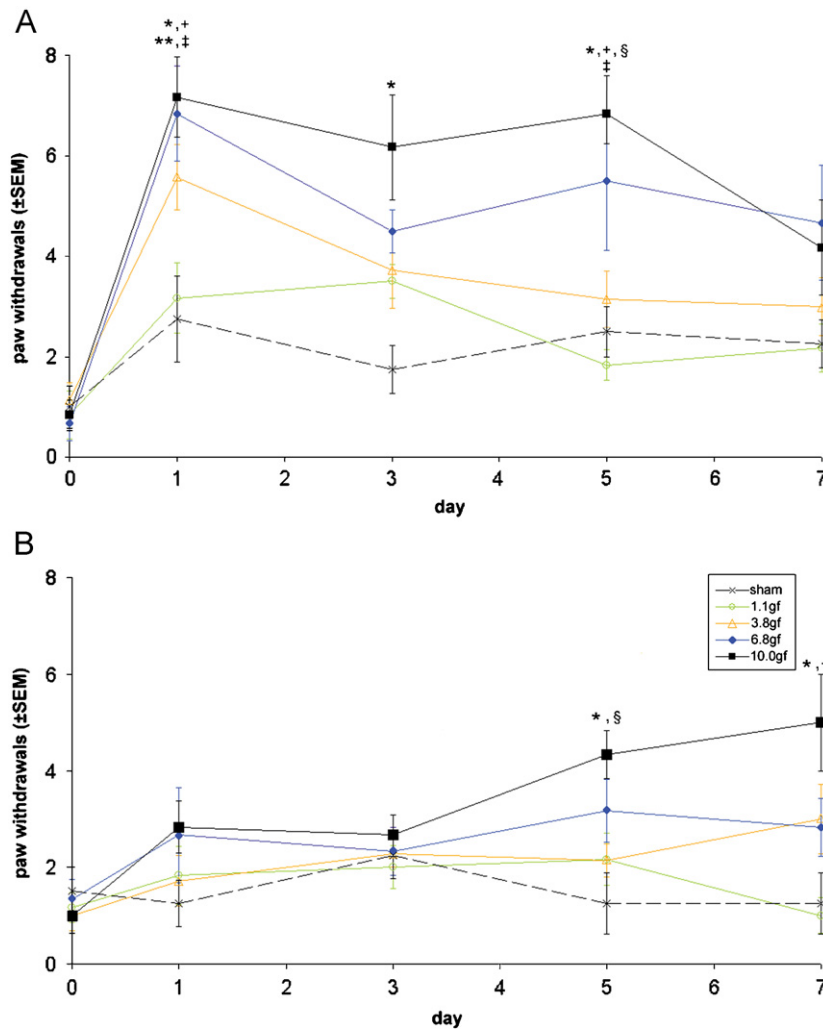 A
*,+
**,‡
*
*,+,§
‡
8
6
4
2
0
paw withdrawals (±SEM)
0 1 2 3 4 5 6 7
day
B
8
6
4
2
0
paw withdrawals (±SEM)
sham
1.1gf
3.8gf
6.8gf
10.0gf
*,§
*,
0 1 2 3 4 5 6 7
day